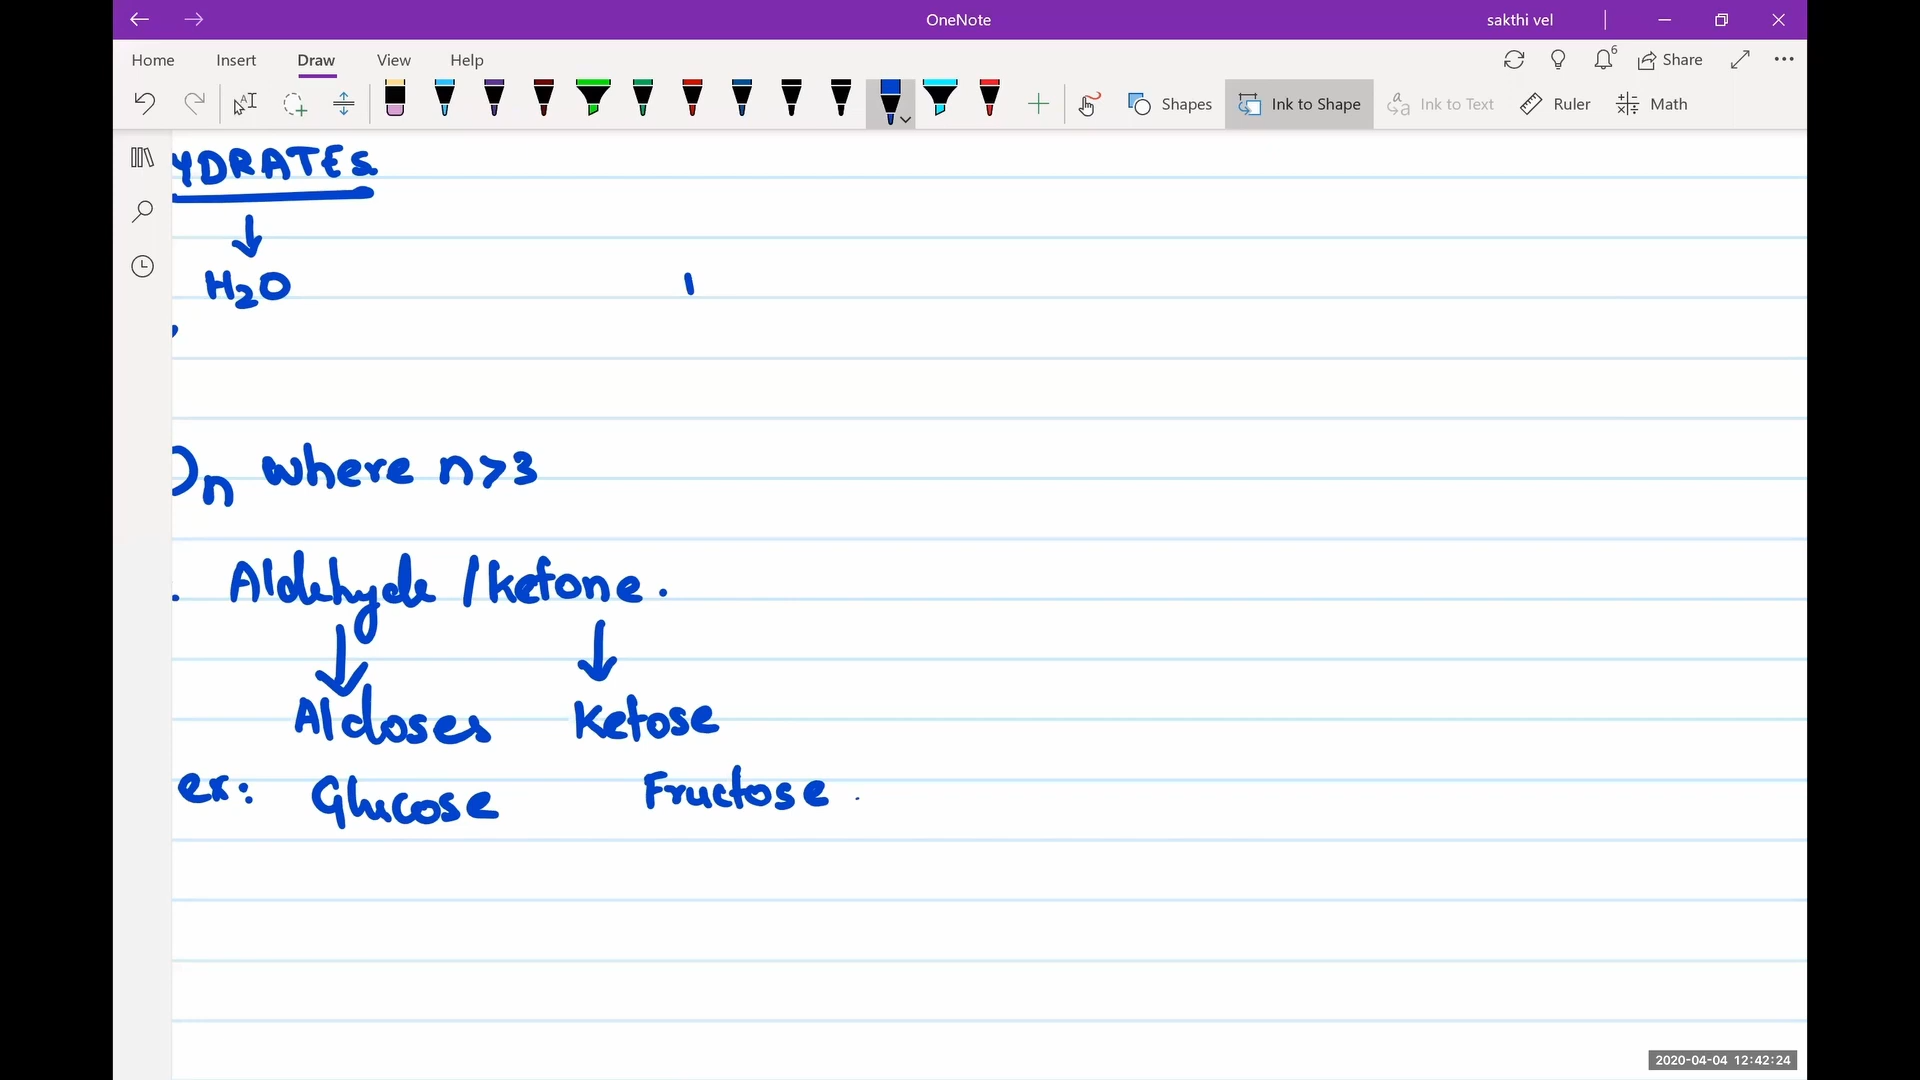 OneNote
sakthi vel
Home Insert Draw View Help
6 Share
Shapes Ink to Shape Ink to Text Ruler Math
YDRATEs
H2O
)n where n>3
. Aldehyde / Ketone .
Aldoses Ketose
ex: Glucose Fructose .
2020-04-04 12:42:24